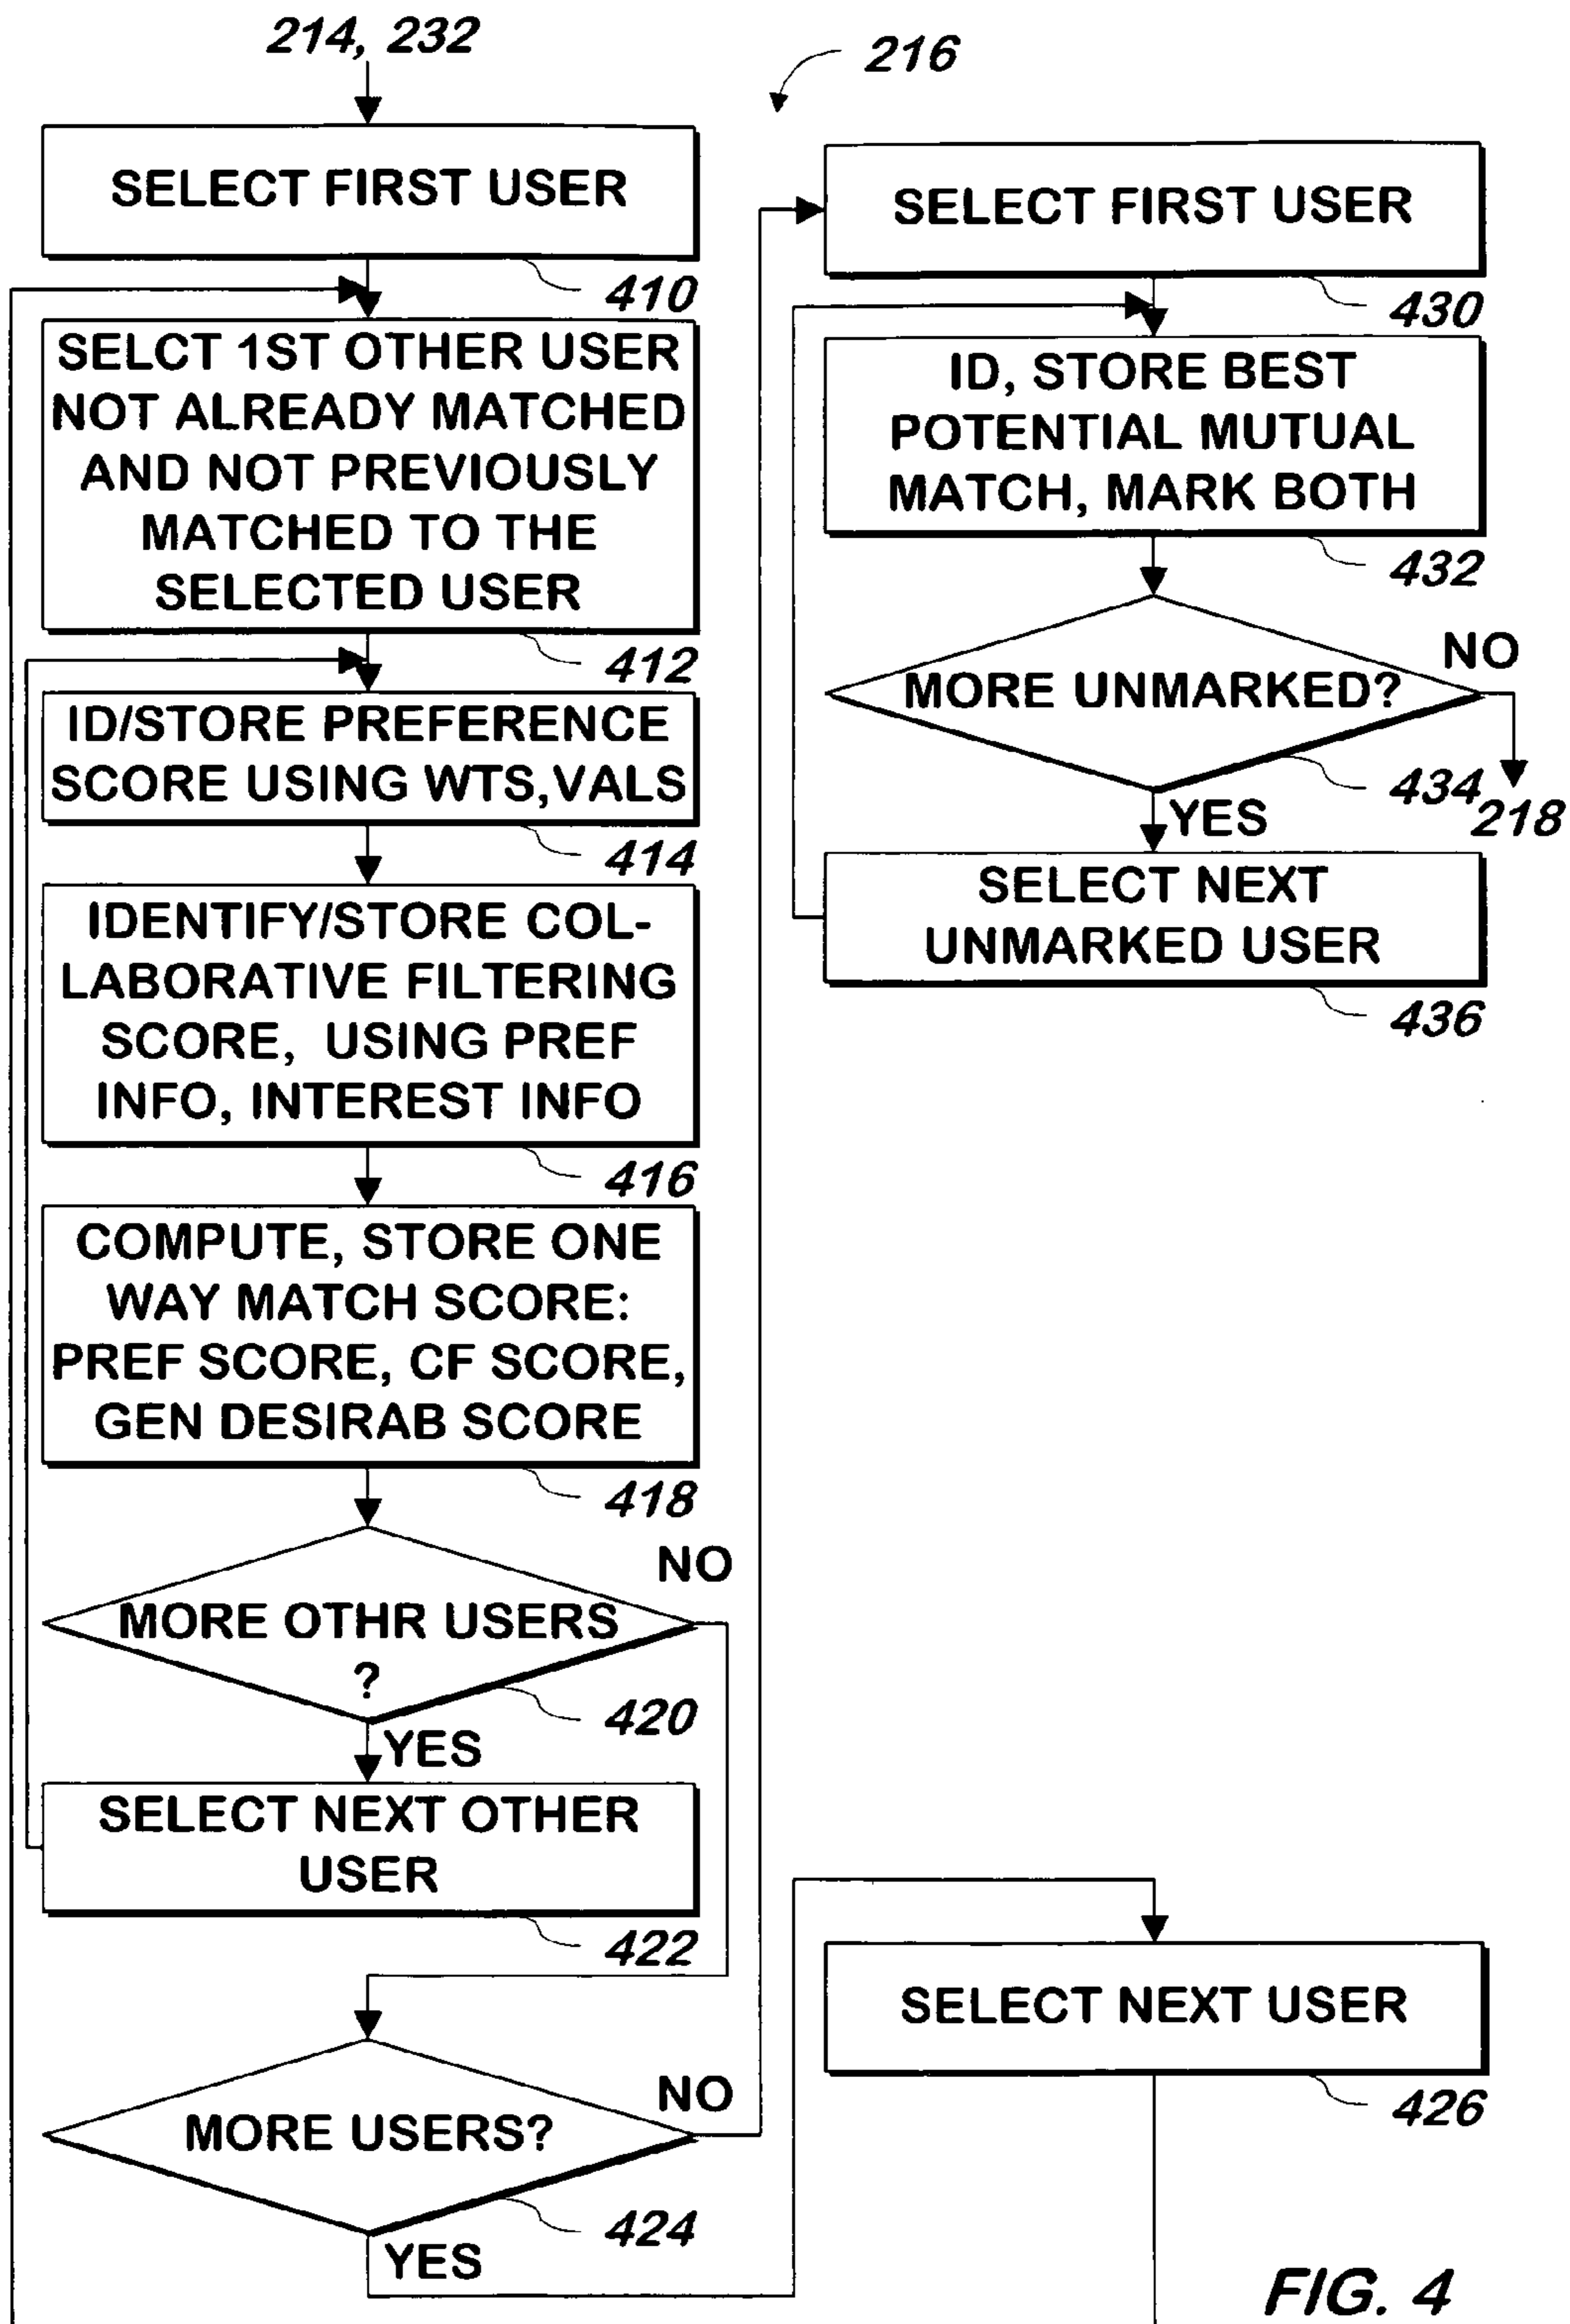 214, 232
216
SELECT FIRST USER
410
SELCT 1ST OTHER USER
NOT ALREADY MATCHED
AND NOT PREVIOUSLY
MATCHED TO THE
SELECTED USER
412
ID/STORE PREFERENCE
SCORE USING WTS,VALS
414
IDENTIFY/STORE COL-
LABORATIVE FILTERING
SCORE, USING PREF
INFO, INTEREST INFO
416
COMPUTE, STORE ONE
WAY MATCH SCORE:
PREF SCORE, CF SCORE,
GEN DESIRAB SCORE
418
NO
MORE OTHR USERS
?
420
YES
SELECT NEXT OTHER
USER
422
NO
MORE USERS?
424
YES
SELECT NEXT USER
426
SELECT FIRST USER
430
ID, STORE BEST
POTENTIAL MUTUAL
MATCH, MARK BOTH
432
NO
MORE UNMARKED?
434
218
YES
SELECT NEXT
UNMARKED USER
436
FIG. 4